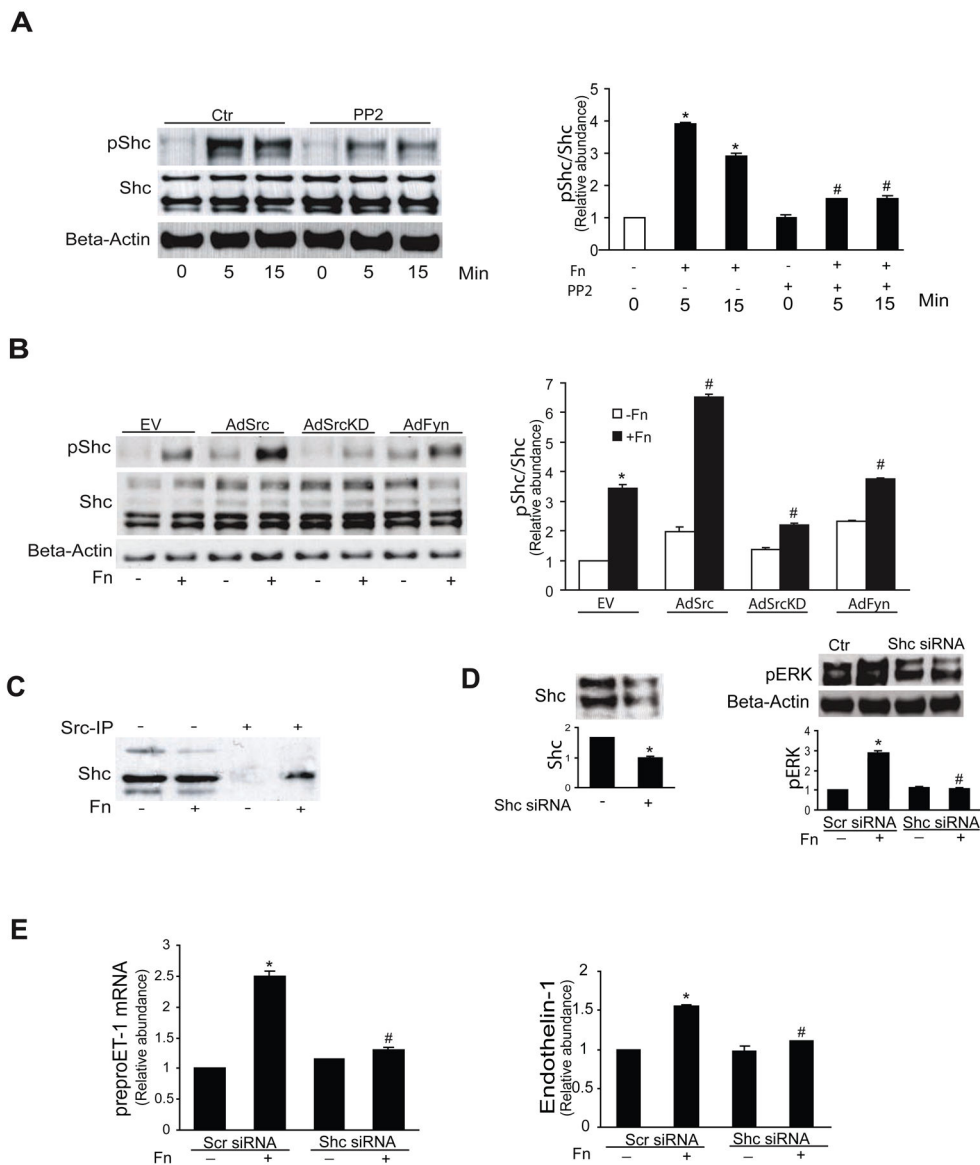 A
Ctr PP2
pShc
Shc
Beta-Actin
0 5 15 0 5 15 Min
pShc/Shc
(Relative abundance)
5
4
3
2
1
0
*
*
#
#
Fn - + + - + +
PP2 - - - + + +
0 5 15 0 5 15 Min
B
EV AdSrc AdSrcKD AdFyn
pShc
Shc
Beta-Actin
Fn - + - + - + - +
pShc/Shc
(Relative abundance)
7
6
5
4
3
2
1
0
-Fn
+Fn
*
#
#
#
EV AdSrc AdSrcKD AdFyn
C
Src-IP - - + +
Shc
Fn - + - +
D
Shc
Shc
2
1
0
*
Shc siRNA - +
Ctr Shc siRNA
pERK
Beta-Actin
pERK
4
3
2
1
0
*
#
Scr siRNA Shc siRNA
Fn – + – +
E
preproET-1 mRNA
(Relative abundance)
3
2.5
2
1.5
1
0.5
0
*
#
Scr siRNA Shc siRNA
Fn – + – +
Endothelin-1
(Relative abundance)
2
1.5
1
0.5
0
*
#
Scr siRNA Shc siRNA
Fn – + – +